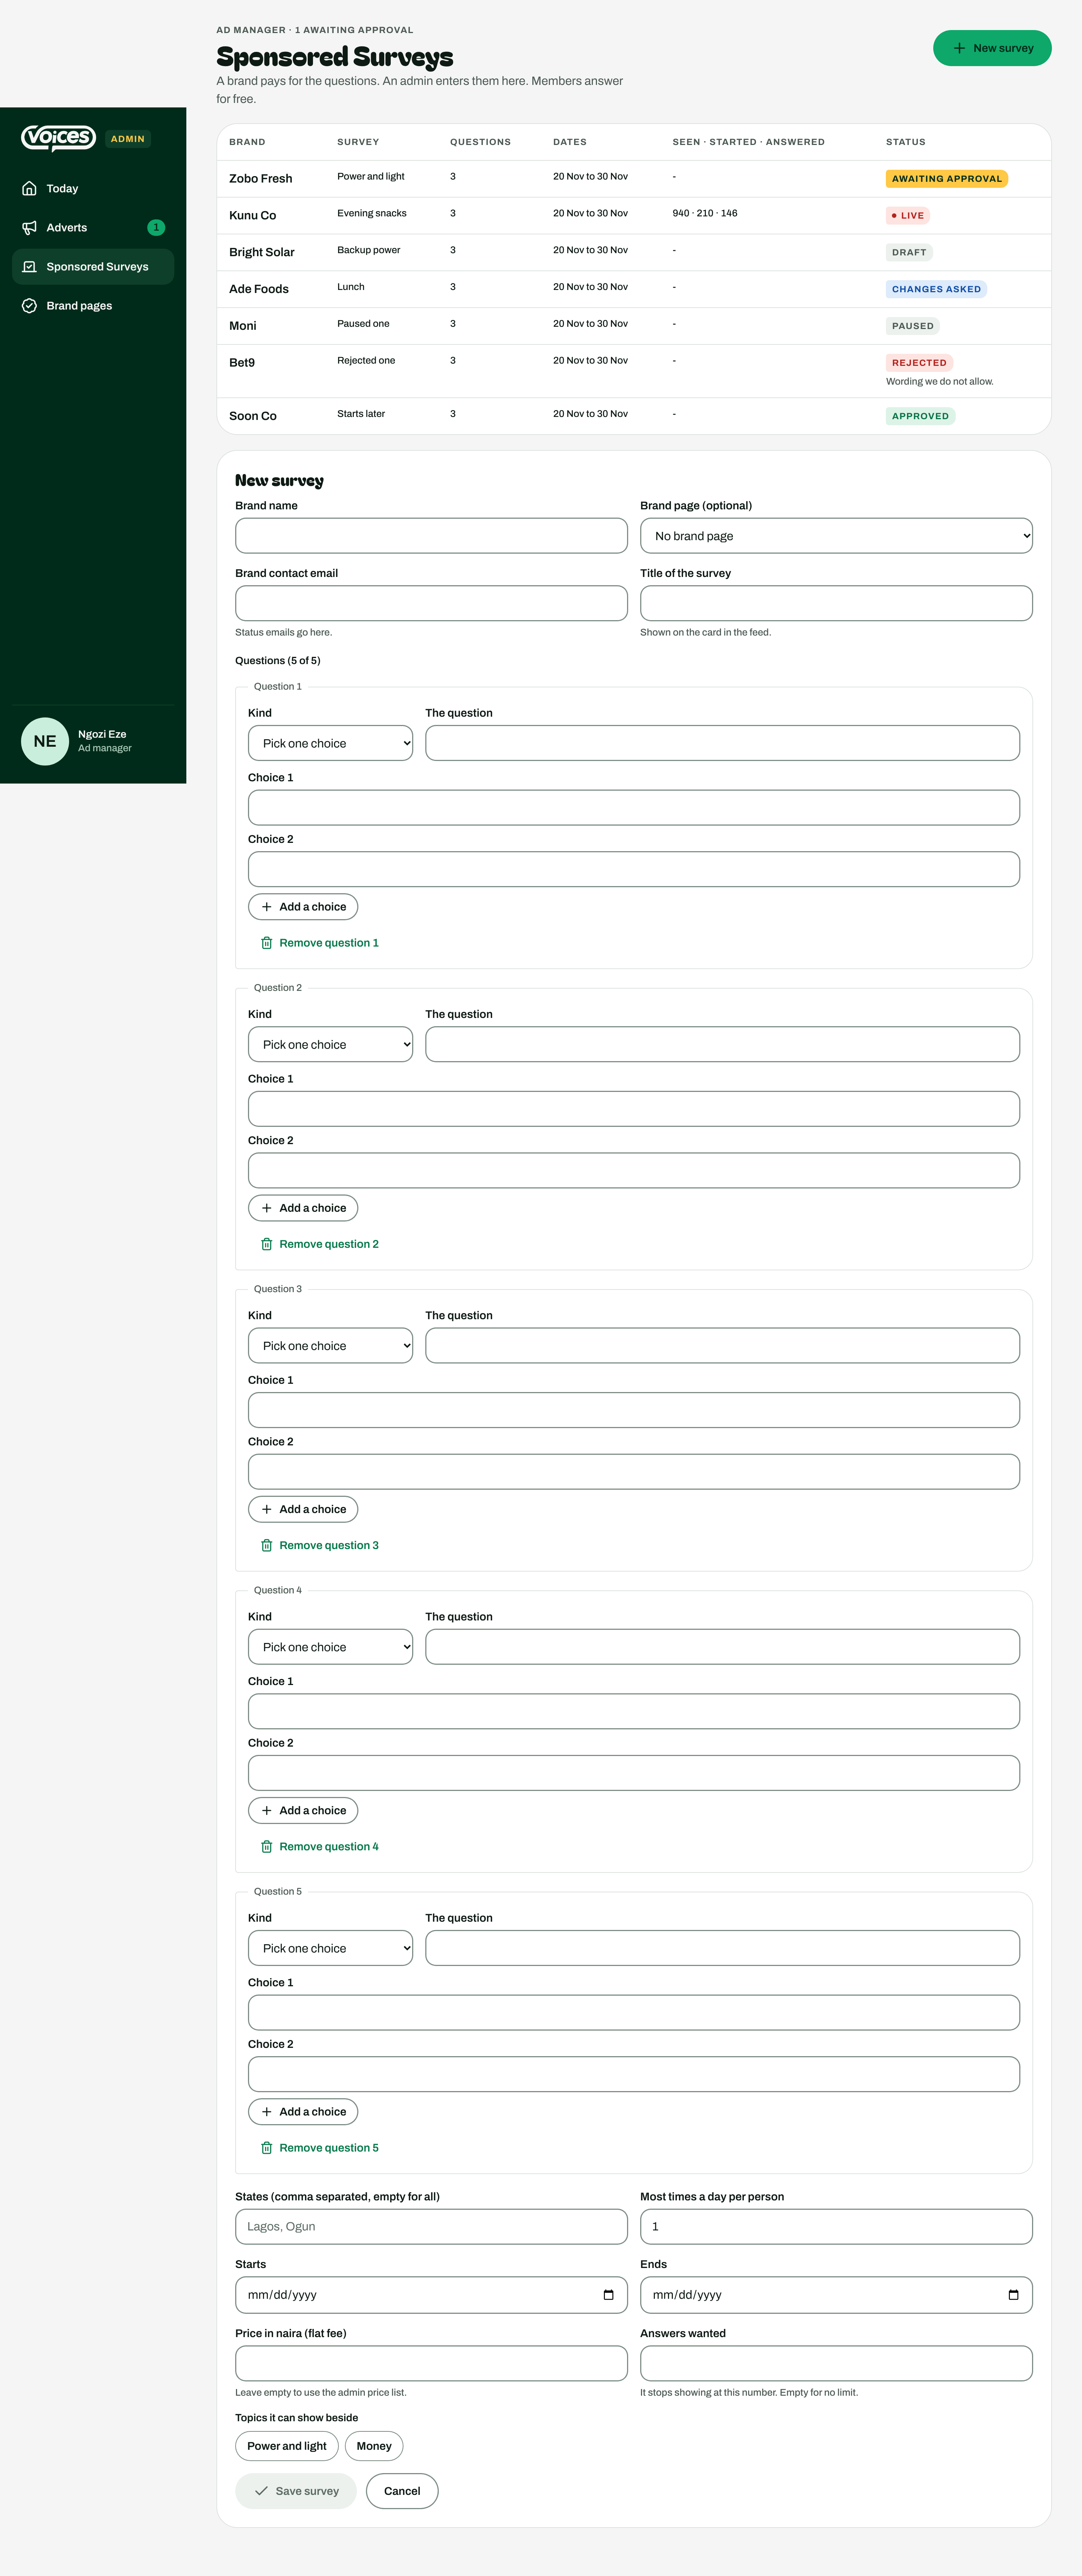 AD MANAGER · 1 AWAITING APPROVAL
Sponsored Surveys
A brand pays for the questions. An admin enters them here. Members answer
for free.
New survey
voices
ADMIN
Today
Adverts
1
Sponsored Surveys
Brand pages
NE
Ngozi Eze
Ad manager
BRAND SURVEY QUESTIONS DATES SEEN · STARTED · ANSWERED STATUS
Zobo Fresh Power and light 3 20 Nov to 30 Nov - AWAITING APPROVAL
Kunu Co Evening snacks 3 20 Nov to 30 Nov 940 · 210 · 146 LIVE
Bright Solar Backup power 3 20 Nov to 30 Nov - DRAFT
Ade Foods Lunch 3 20 Nov to 30 Nov - CHANGES ASKED
Moni Paused one 3 20 Nov to 30 Nov - PAUSED
Bet9 Rejected one 3 20 Nov to 30 Nov - REJECTED
Wording we do not allow.
Soon Co Starts later 3 20 Nov to 30 Nov - APPROVED
New survey
Brand name Brand page (optional)
No brand page
Brand contact email Title of the survey
Status emails go here. Shown on the card in the feed.
Questions (5 of 5)
Question 1
Kind The question
Pick one choice
Choice 1
Choice 2
Add a choice
Remove question 1
Question 2
Kind The question
Pick one choice
Choice 1
Choice 2
Add a choice
Remove question 2
Question 3
Kind The question
Pick one choice
Choice 1
Choice 2
Add a choice
Remove question 3
Question 4
Kind The question
Pick one choice
Choice 1
Choice 2
Add a choice
Remove question 4
Question 5
Kind The question
Pick one choice
Choice 1
Choice 2
Add a choice
Remove question 5
States (comma separated, empty for all) Most times a day per person
Lagos, Ogun 1
Starts Ends
mm/dd/yyyy mm/dd/yyyy
Price in naira (flat fee) Answers wanted
Leave empty to use the admin price list. It stops showing at this number. Empty for no limit.
Topics it can show beside
Power and light Money
Save survey Cancel